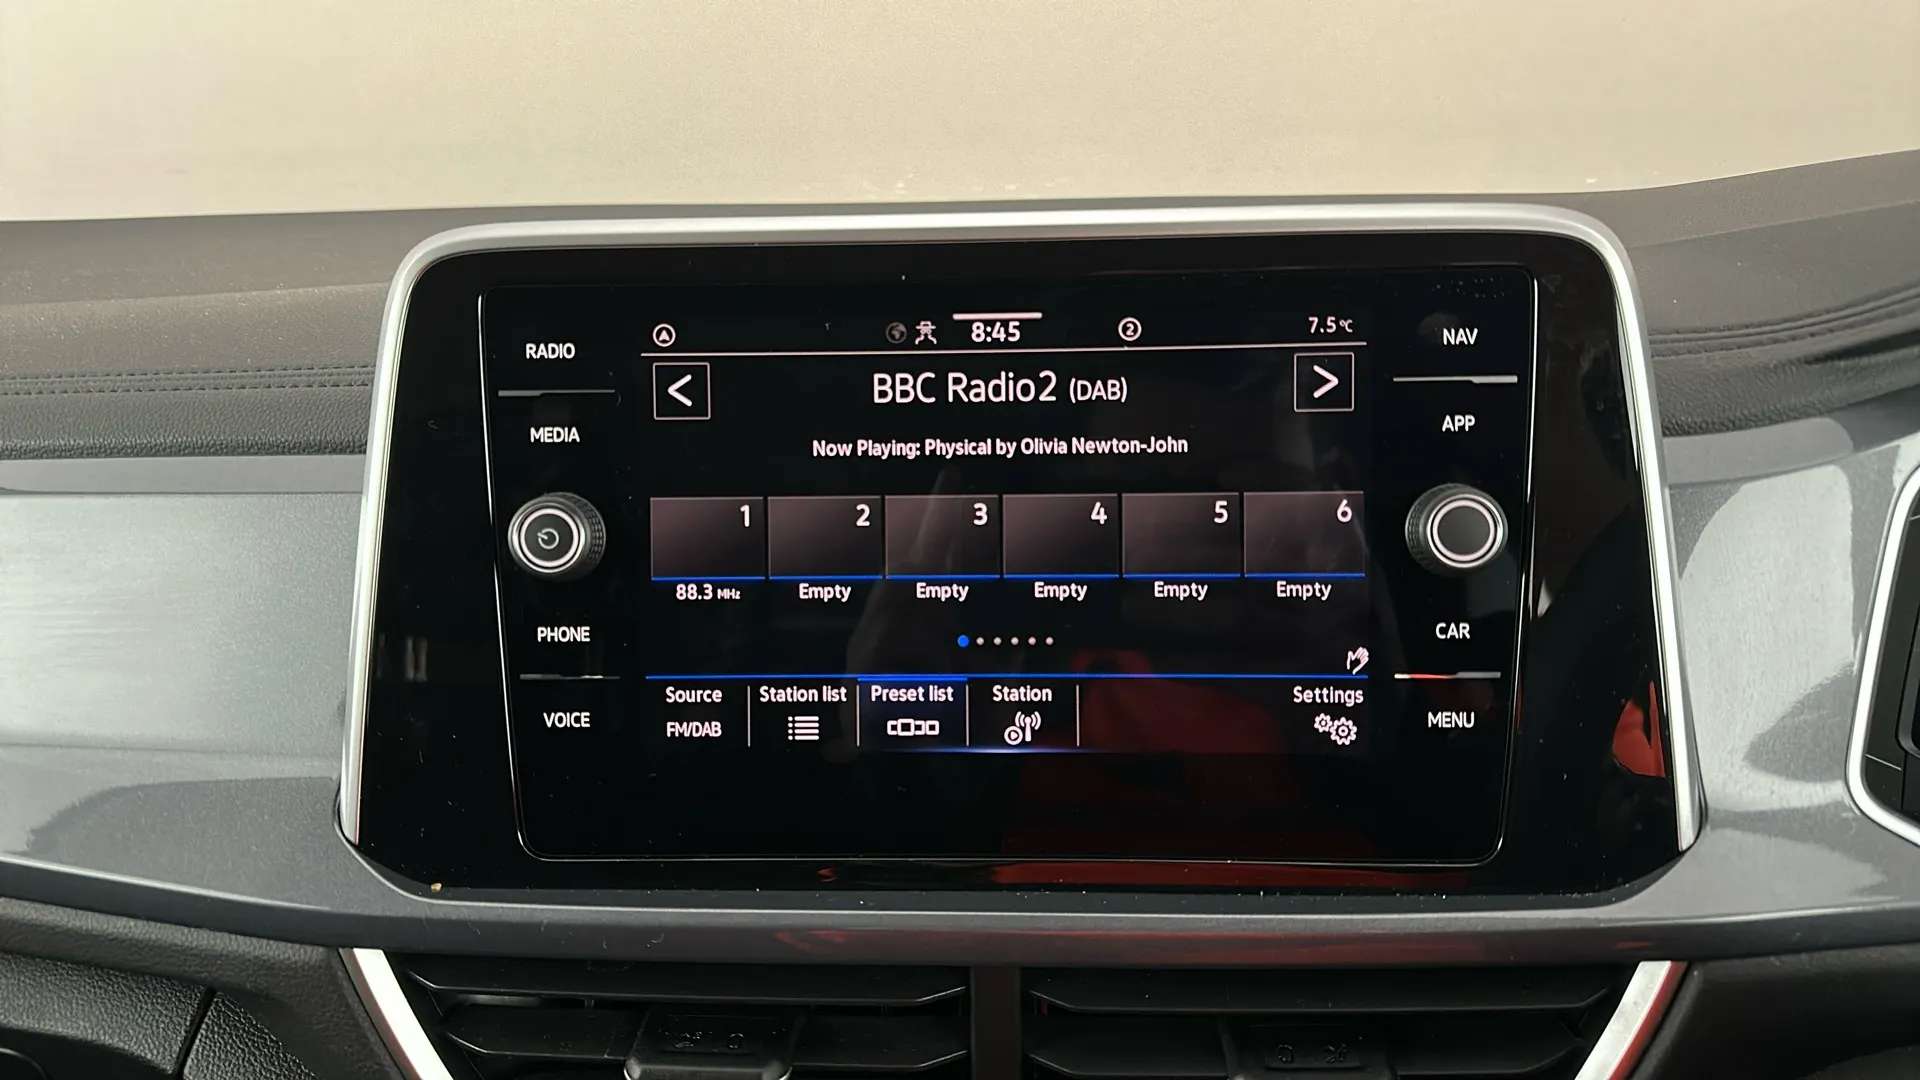 RADIO
MEDIA
PHONE
VOICE
A
8:45
2
7.5°C
<
BBC Radio2 (DAB)
>
Now Playing: Physical by Olivia Newton-John
1 2 3 4 5 6
88.3 MHz Empty Empty Empty Empty Empty
Source Station list Preset list Station Settings
FM/DAB
NAV
APP
CAR
MENU